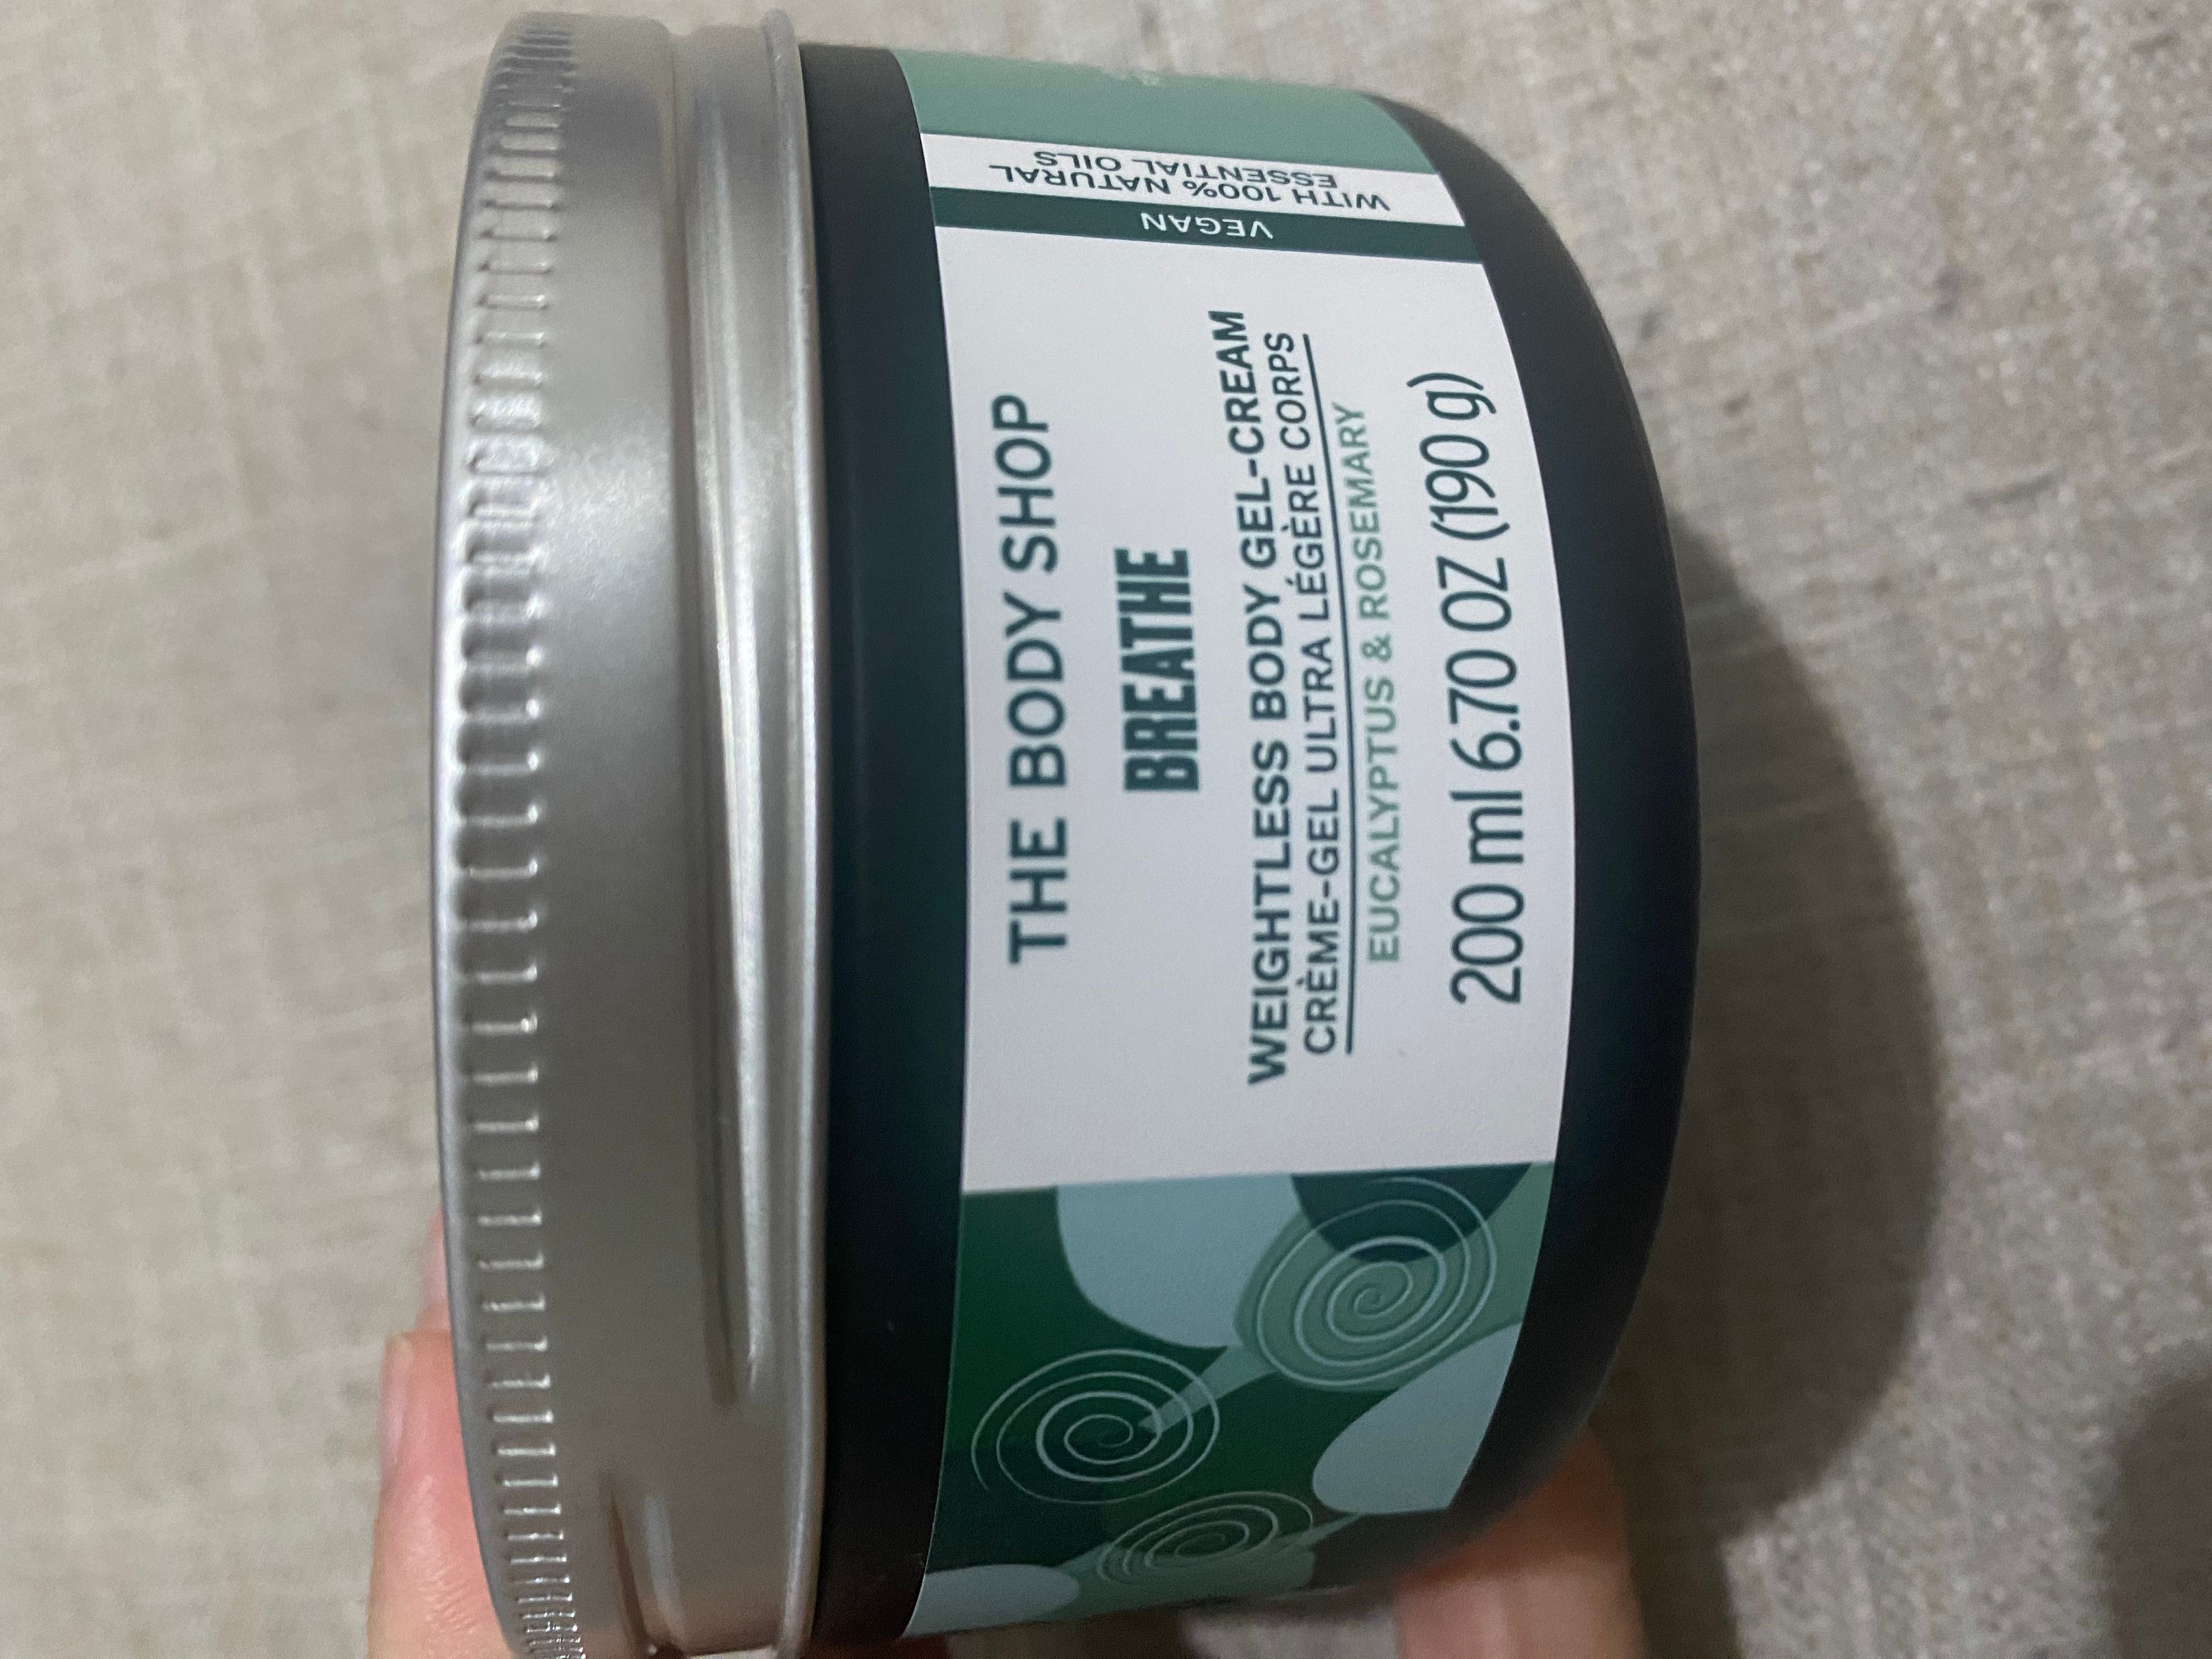 THE BODY SHOP
BREATHE
WEIGHTLESS BODY GEL-CREAM
CRÈME-GEL ULTRA LÉGÈRE CORPS
EUCALYPTUS & ROSEMARY
200 ml 6.70 OZ (190 g)
VEGAN
WITH 100% NATURAL
ESSENTIAL OILS